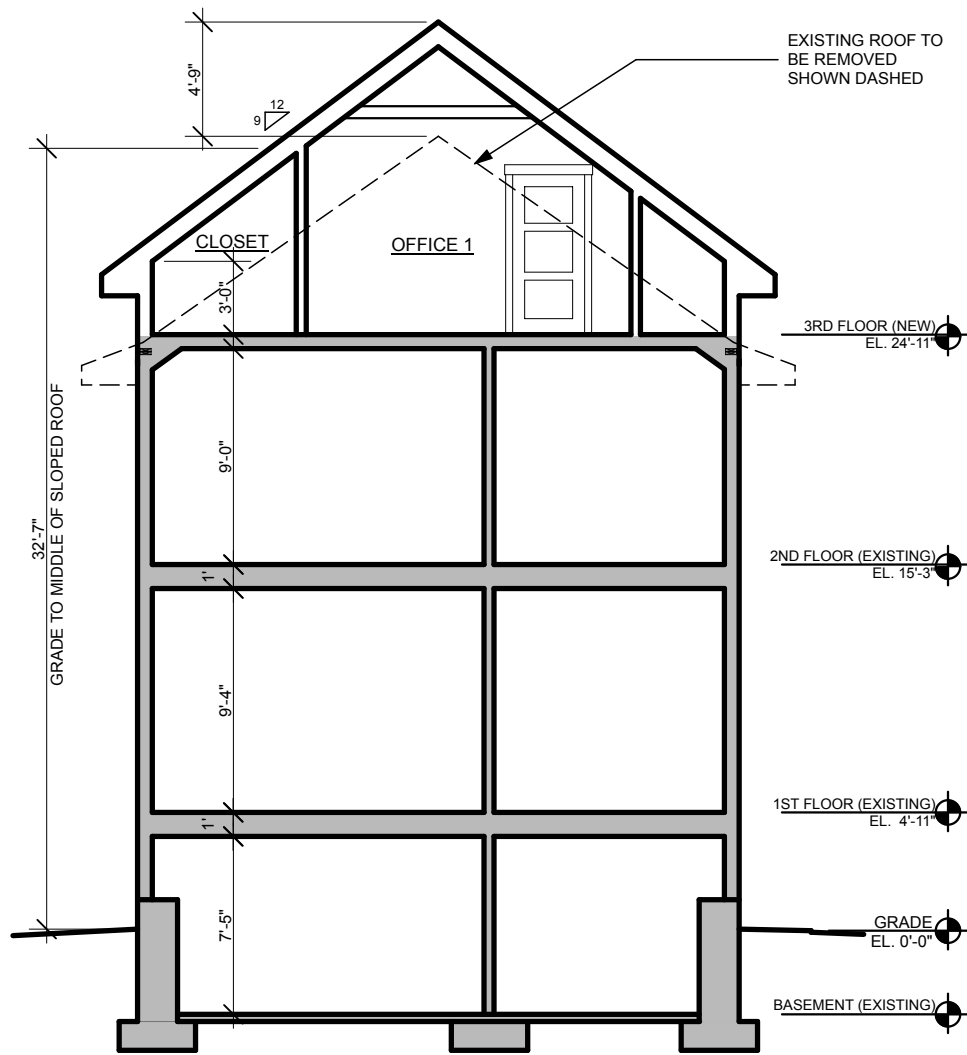 EXISTING ROOF TO
BE REMOVED
SHOWN DASHED
4'-9"
12
9
CLOSET
OFFICE 1
3'-0"
3RD FLOOR (NEW)
EL. 24'-11"
32'-7"
GRADE TO MIDDLE OF SLOPED ROOF
9'-0"
2ND FLOOR (EXISTING)
EL. 15'-3"
1'
9'-4"
1ST FLOOR (EXISTING)
EL. 4'-11"
1'
7'-5"
GRADE
EL. 0'-0"
BASEMENT (EXISTING)